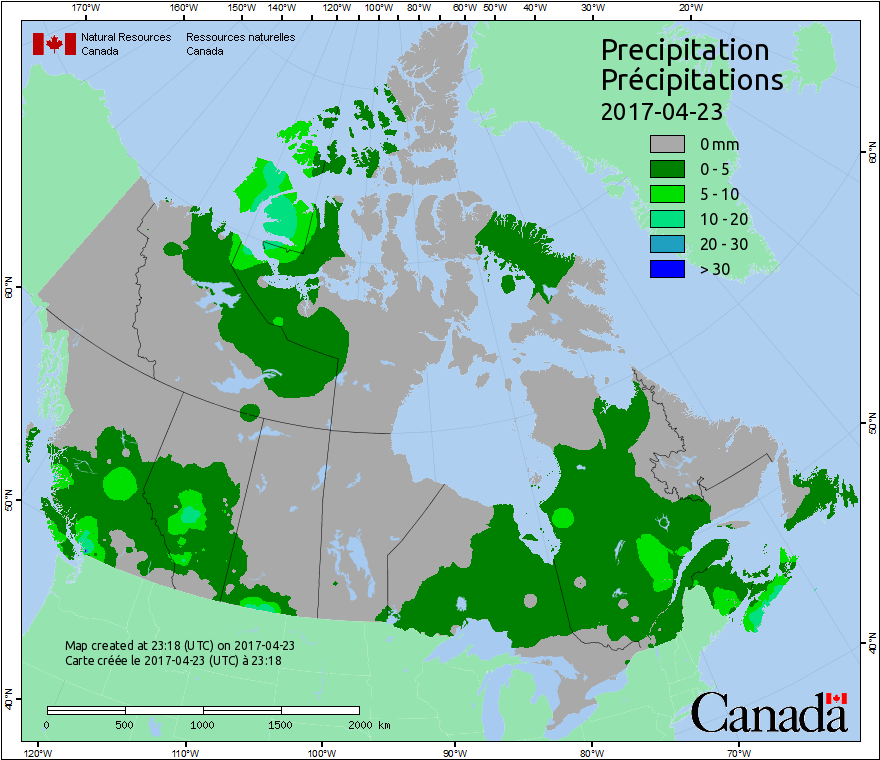 170°W 160°W 150°W 140°W 120°W 100°W 80°W 60°W 50°W 40°W 30°W 20°W
Natural Resources Ressources naturelles
Canada Canada
Precipitation
Précipitations
2017-04-23
0 mm
0 - 5
5 - 10
10 - 20
20 - 30
> 30
60°N 60°N
50°N 50°N
40°N 40°N
Map created at 23:18 (UTC) on 2017-04-23
Carte créée le 2017-04-23 (UTC) à 23:18
0 500 1000 1500 2000 km
Canada
120°W 110°W 100°W 90°W 80°W 70°W